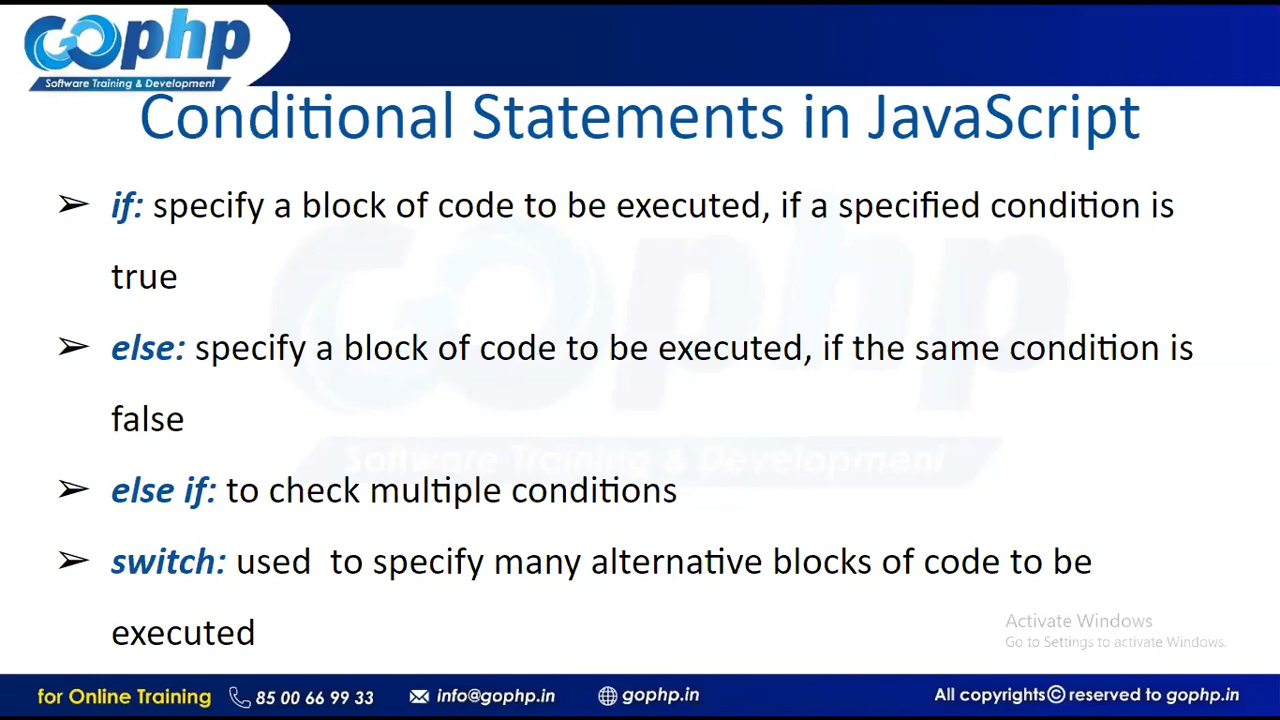 GOphp
Software Training & Development
Conditional Statements in JavaScript
➢ if: specify a block of code to be executed, if a specified condition is
true
➢ else: specify a block of code to be executed, if the same condition is
false
➢ else if: to check multiple conditions
➢ switch: used  to specify many alternative blocks of code to be
executed
GOphp
Software Training & Development
Activate Windows
Go to Settings to activate Windows.
for Online Training 85 00 66 99 33 info@gophp.in gophp.in All copyrights© reserved to gophp.in